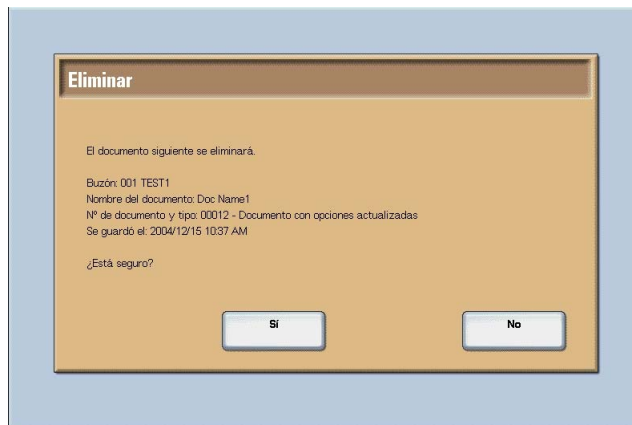 Eliminar
El documento siguiente se eliminará.
Buzón: 001 TEST1
Nombre del documento: Doc Name1
Nº de documento y tipo: 00012 - Documento con opciones actualizadas
Se guardó el: 2004/12/15 10:37 AM
¿Está seguro?
Sí
No